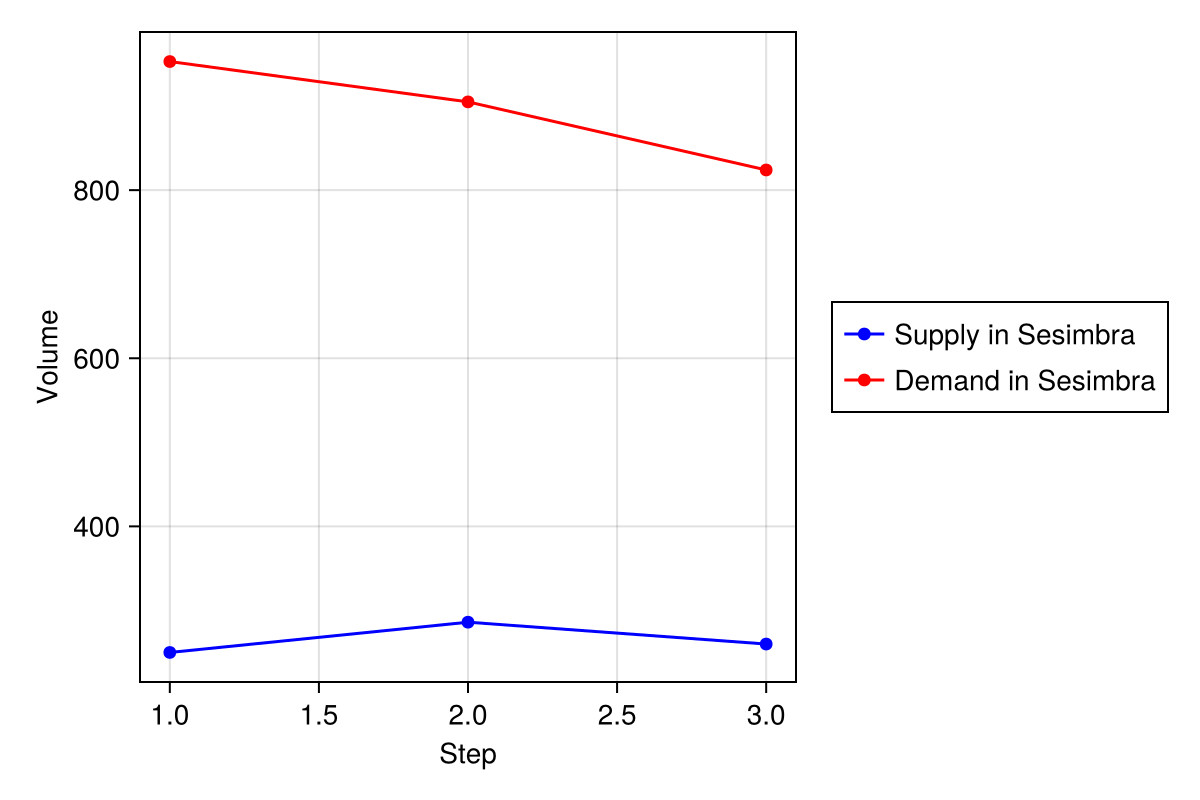 Volume
800
600
400
1.0 1.5 2.0 2.5 3.0
Step
Supply in Sesimbra
Demand in Sesimbra